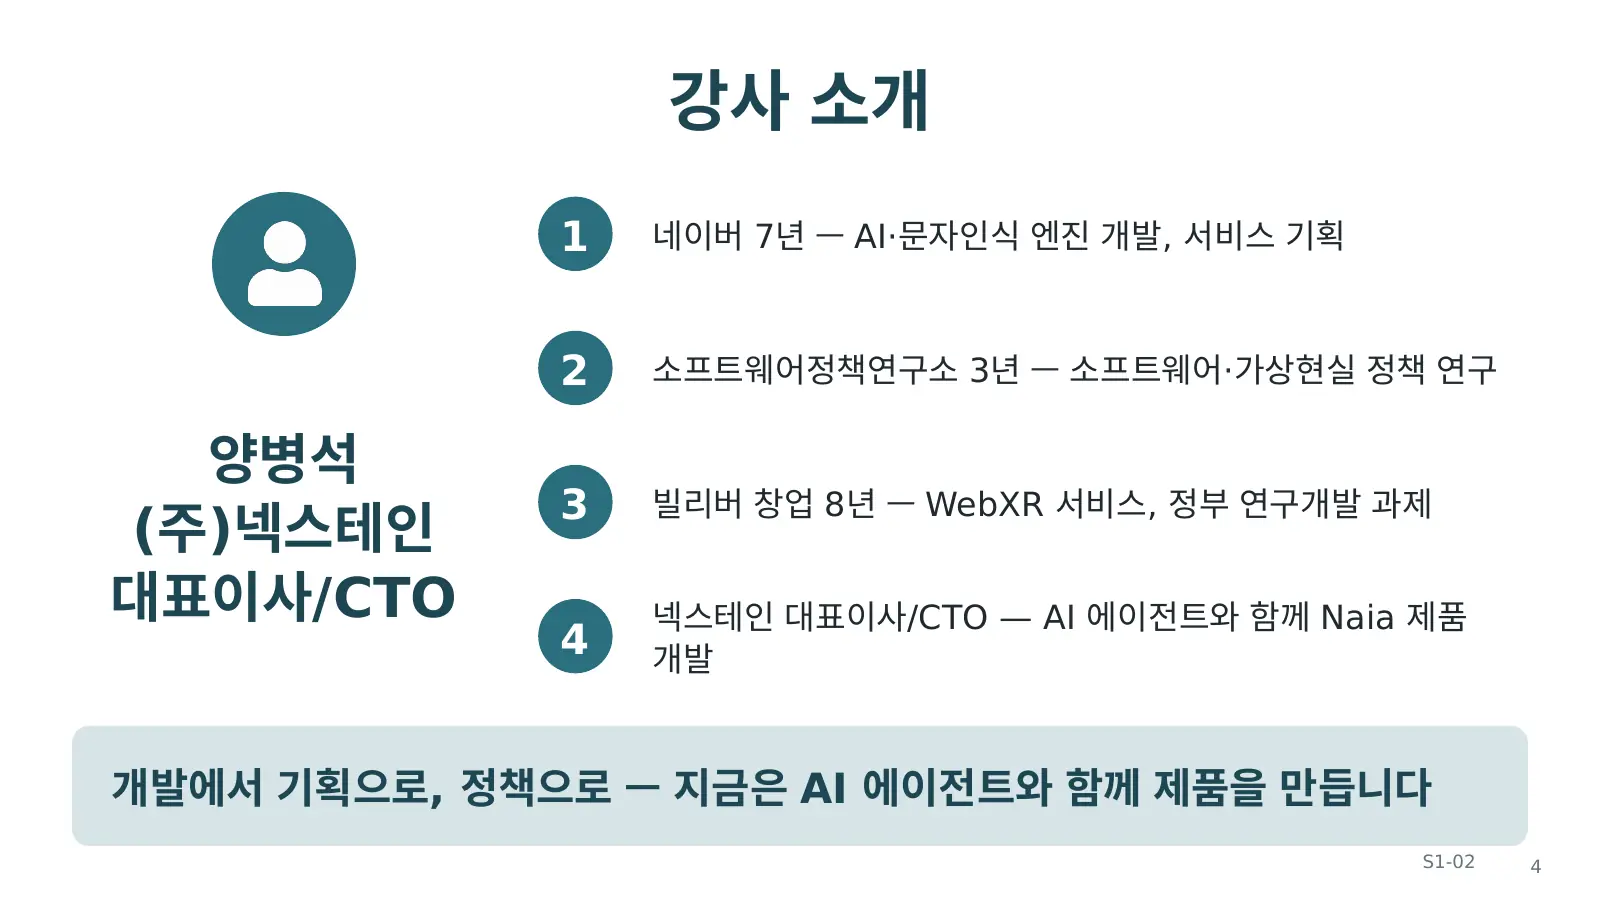 강사 소개
양병석
(주)넥스테인
대표이사/CTO
1
네이버 7년 — AI·문자인식 엔진 개발, 서비스 기획
2
소프트웨어정책연구소 3년 — 소프트웨어·가상현실 정책 연구
3
빌리버 창업 8년 — WebXR 서비스, 정부 연구개발 과제
4
넥스테인 대표이사/CTO — AI 에이전트와 함께 Naia 제품
개발
개발에서 기획으로, 정책으로 — 지금은 AI 에이전트와 함께 제품을 만듭니다
S1-02
4